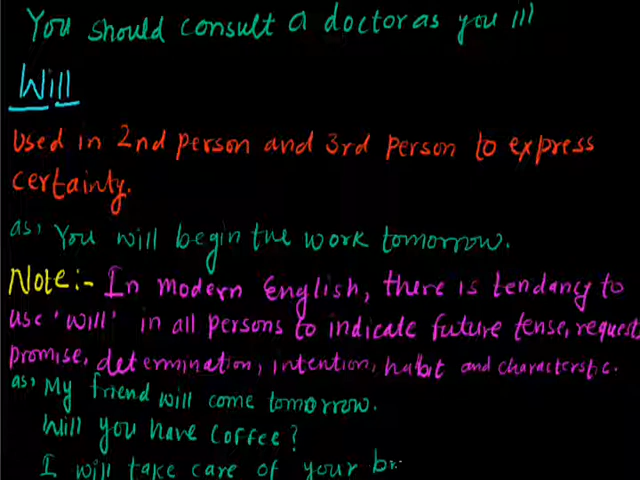 You should consult a doctor as you ill
Will
Used in 2nd person and 3rd person to express
certainty.
as, You will begin the work tomorrow.
Note:- In modern English, there is tendancy to
use 'will' in all persons to indicate future tense, request,
promise, determination, intention, habit and characterstic.
as, My friend will come tomorrow.
Will you have coffee?
I will take care of your br